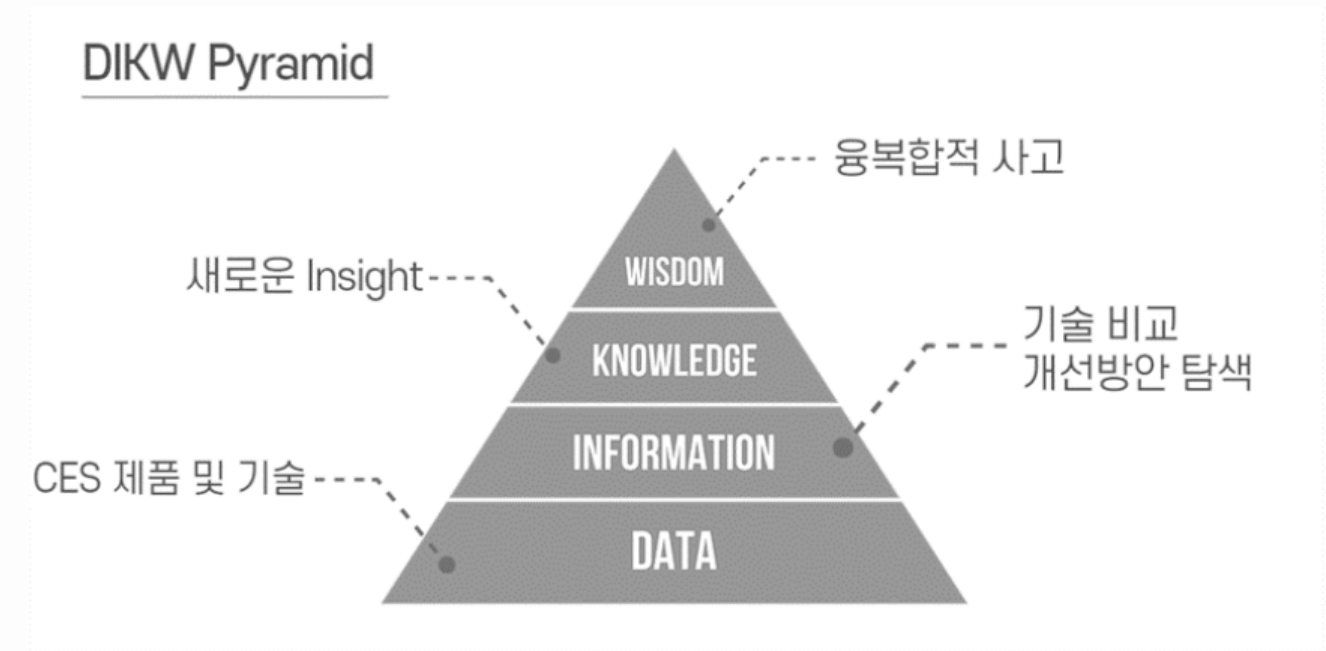 DIKW Pyramid
융복합적 사고
WISDOM
새로운 Insight
KNOWLEDGE
기술 비교
개선방안 탐색
INFORMATION
CES 제품 및 기술
DATA